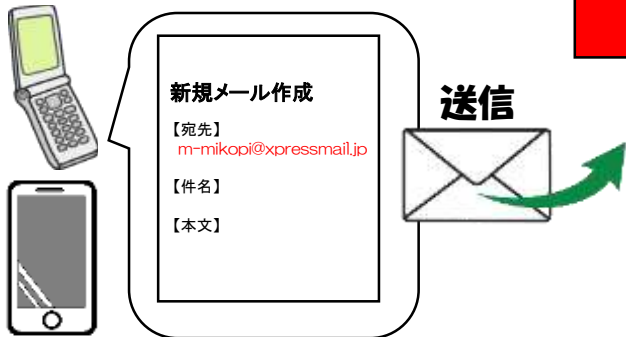 新規メール作成
【宛先】
m-mikopi@xpressmail.jp
【件名】
【本文】
送信